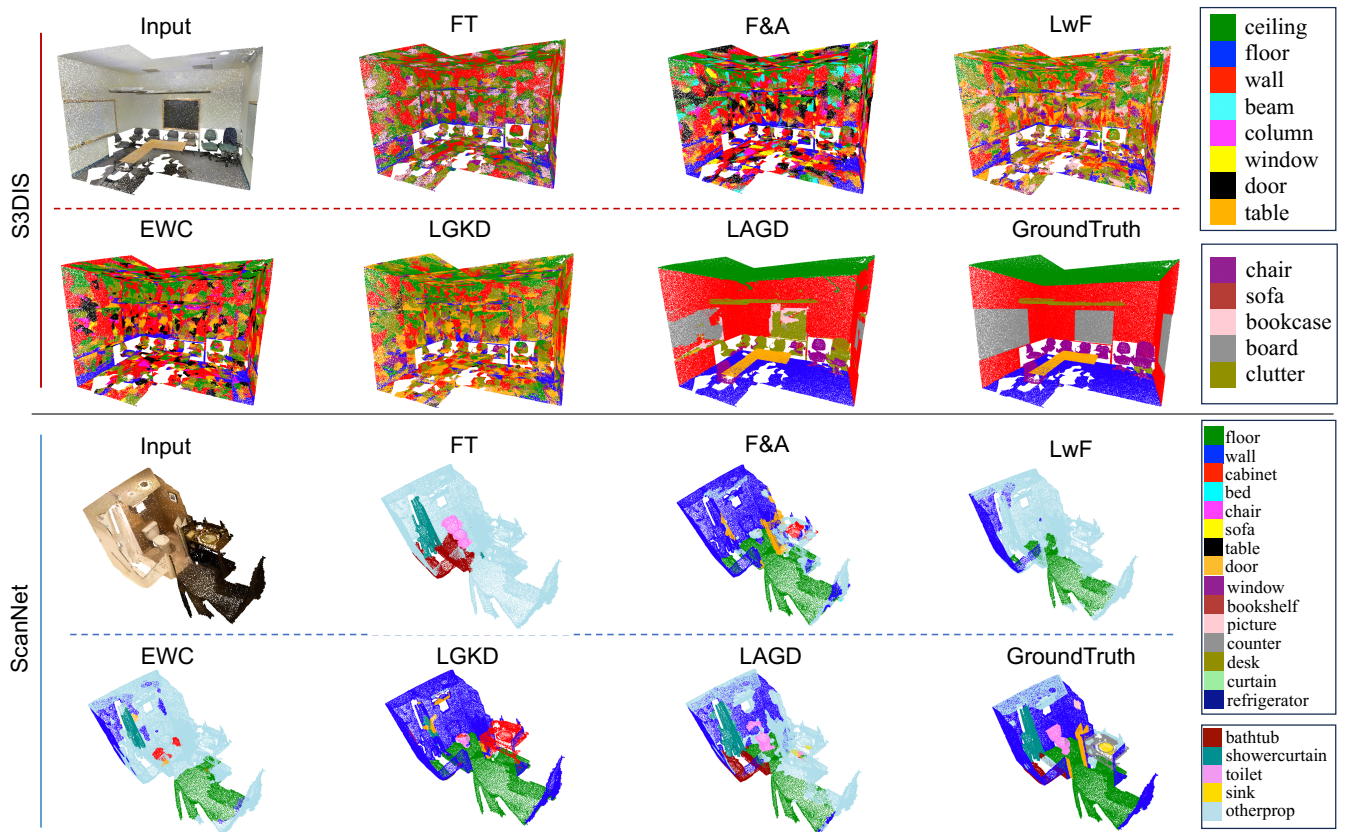 Input
FT
F&A
LwF
ceiling
floor
wall
beam
column
window
door
table
S3DIS
EWC
LGKD
LAGD
GroundTruth
chair
sofa
bookcase
board
clutter
Input
FT
F&A
LwF
floor
wall
cabinet
bed
chair
sofa
table
door
window
bookshelf
picture
counter
desk
curtain
refrigerator
ScanNet
EWC
LGKD
LAGD
GroundTruth
bathtub
showercurtain
toilet
sink
otherprop